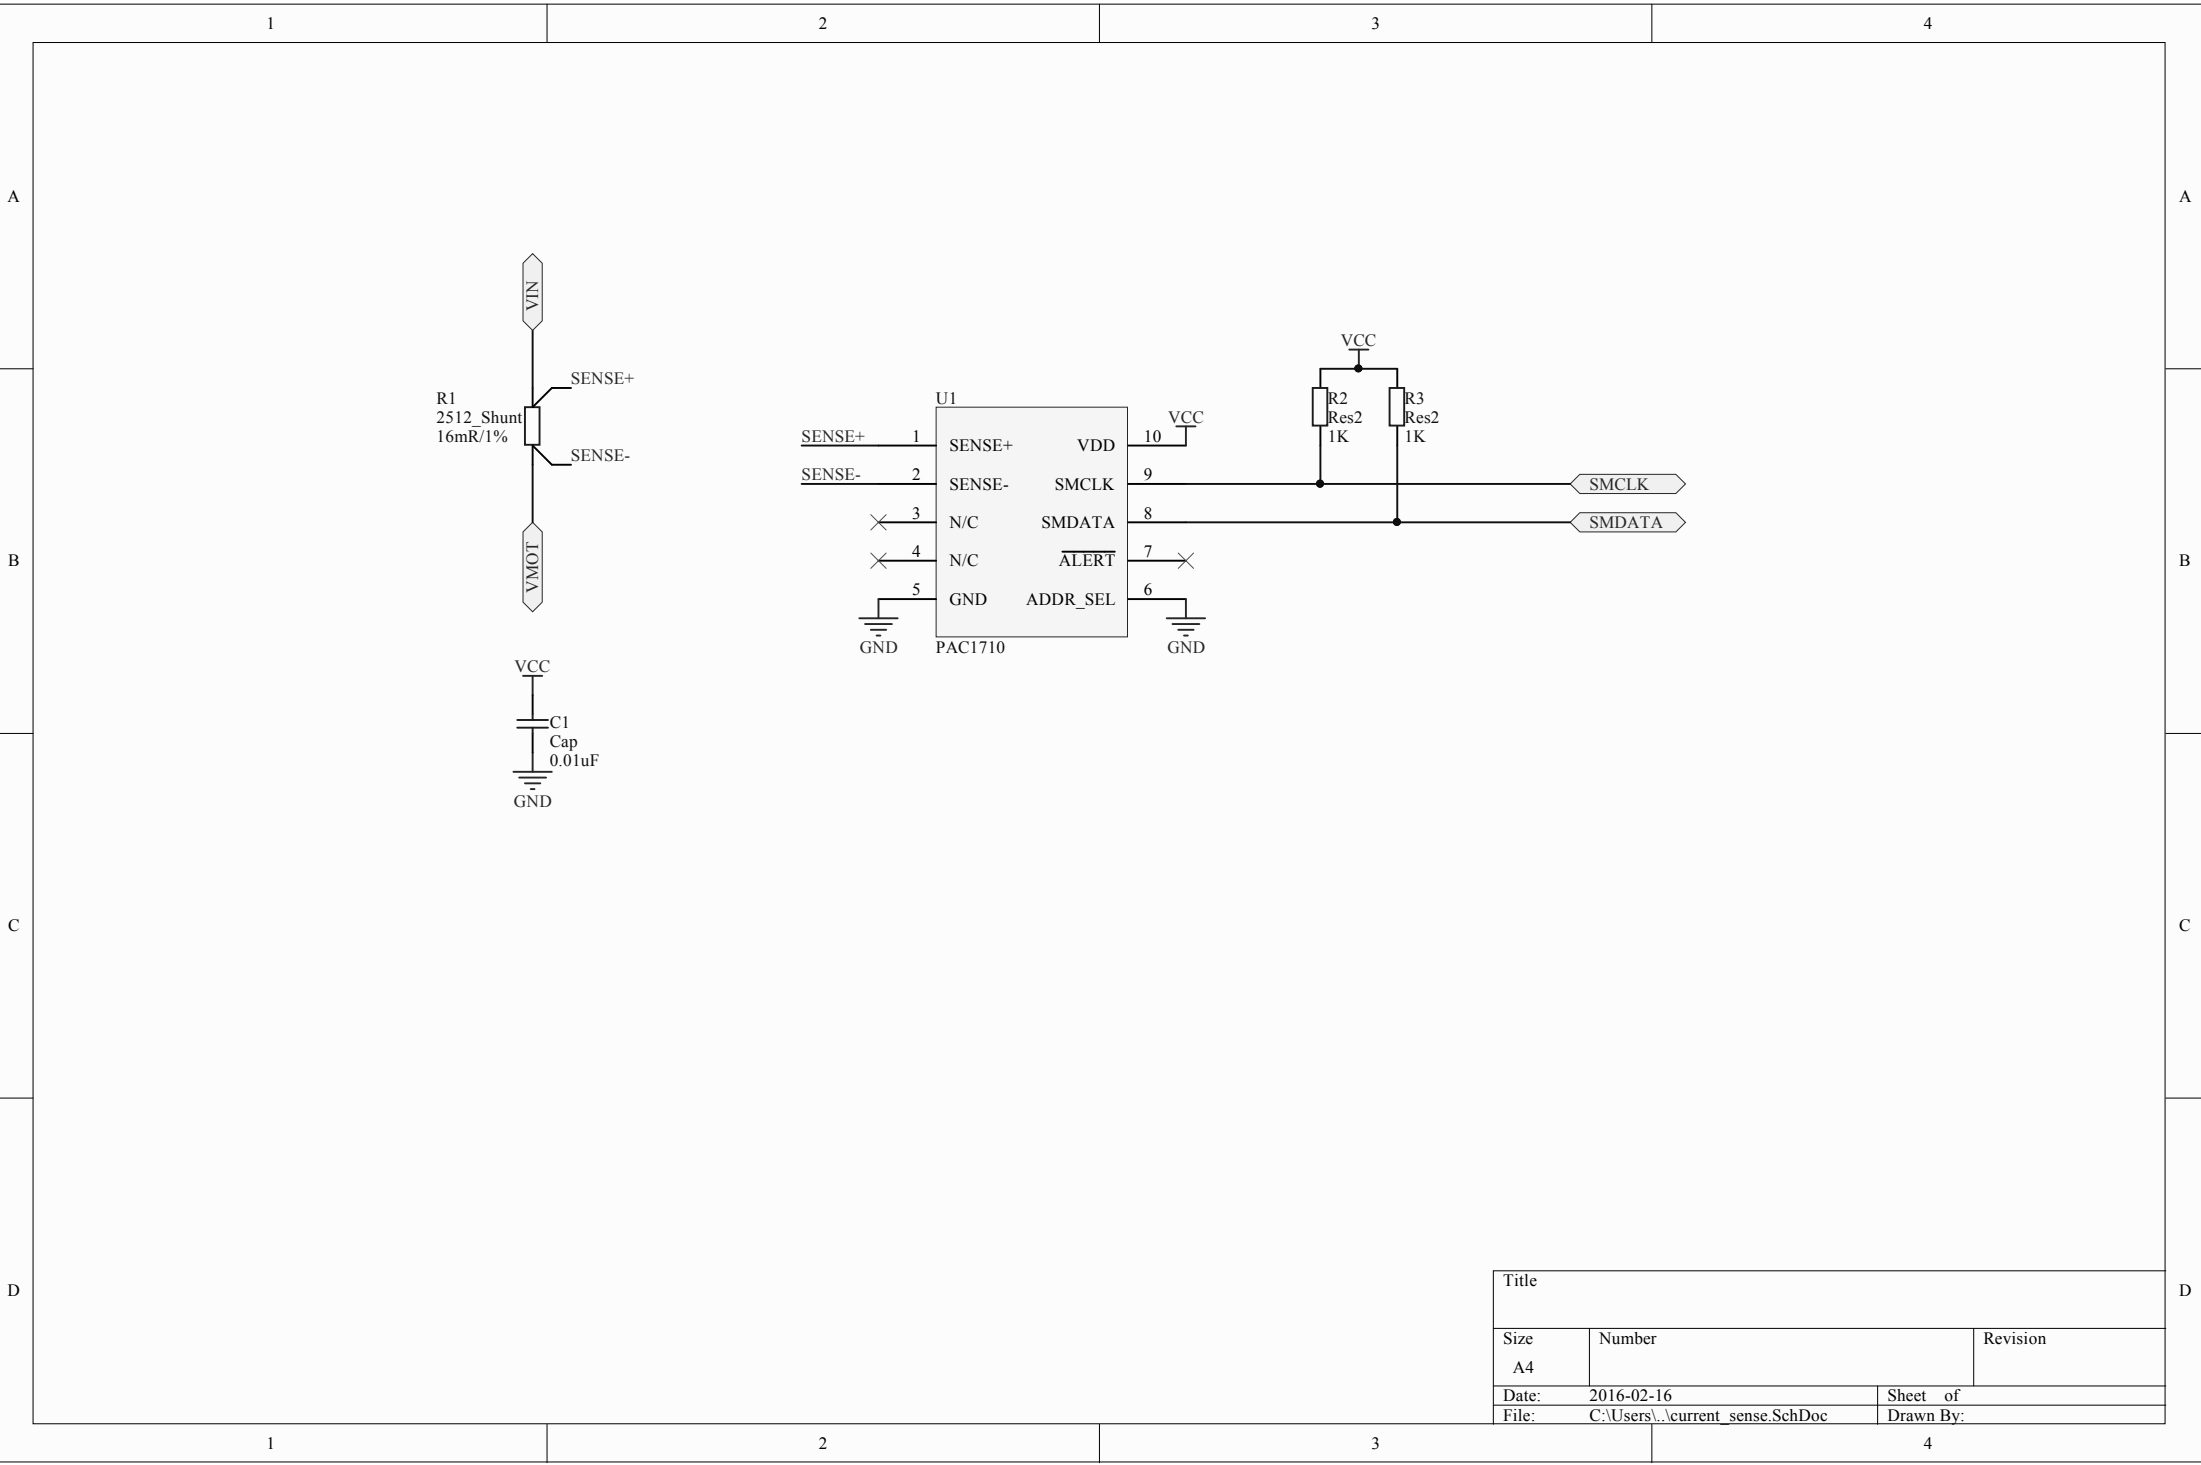 1 2 3 4
A A
VIN
VCC
SENSE+
R1
2512_Shunt
16mR/1%
SENSE-
VMOT
U1
SENSE+ 1 SENSE+ VDD 10 VCC
SENSE- 2 SENSE- SMCLK 9
3 N/C SMDATA 8
4 N/C ALERT 7
5 GND ADDR_SEL 6
GND PAC1710 GND
R2
Res2
1K
R3
Res2
1K
SMCLK
SMDATA
B B
VCC
C1
Cap
0.01uF
GND
C C
D D
Title
Size Number Revision
A4
Date: 2016-02-16 Sheet of
File: C:\Users\..\current_sense.SchDoc Drawn By:
1 2 3 4